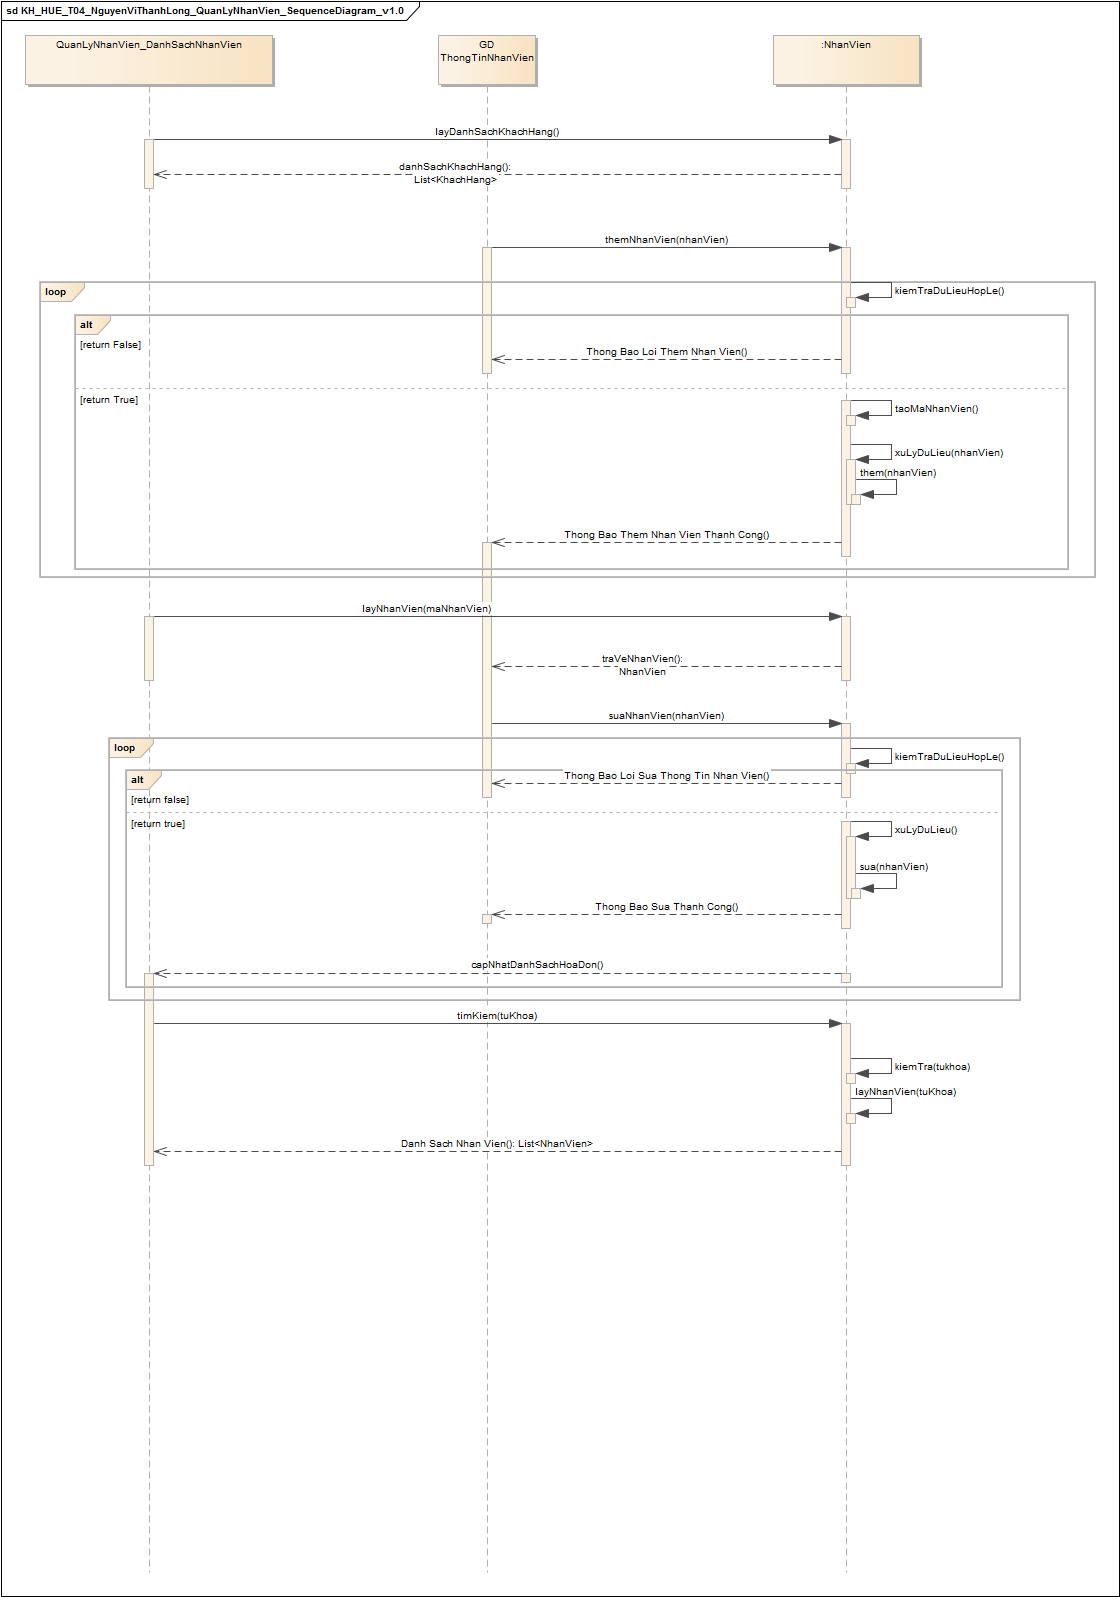 sd KH_HUE_T04_NguyenViThanhLong_QuanLyNhanVien_SequenceDiagram_v1.0
QuanLyNhanVien_DanhSachNhanVien
GD
ThongTinNhanVien
:NhanVien
layDanhSachKhachHang()
danhSachKhachHang():
List<KhachHang>
themNhanVien(nhanVien)
loop
kiemTraDuLieuHopLe()
alt
[return False]
Thong Bao Loi Them Nhan Vien()
[return True]
taoMaNhanVien()
xuLyDuLieu(nhanVien)
them(nhanVien)
Thong Bao Them Nhan Vien Thanh Cong()
layNhanVien(maNhanVien)
traVeNhanVien():
NhanVien
suaNhanVien(nhanVien)
loop
kiemTraDuLieuHopLe()
alt
Thong Bao Loi Sua Thong Tin Nhan Vien()
[return false]
[return true]
xuLyDuLieu()
sua(nhanVien)
Thong Bao Sua Thanh Cong()
capNhatDanhSachHoaDon()
timKiem(tuKhoa)
kiemTra(tukhoa)
layNhanVien(tuKhoa)
Danh Sach Nhan Vien(): List<NhanVien>